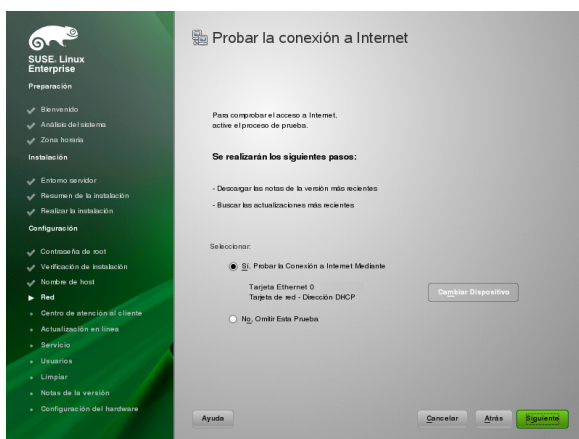 SUSE. Linux
Enterprise
Preparación
Bienvenido
Análisis del sistema
Zona horaria
Instalación
Entorno servidor
Resumen de la instalación
Realizar la instalación
Configuración
Contraseña de root
Verificación de instalación
Nombre de host
Red
Centro de atención al cliente
Actualización en línea
Servicio
Usuarios
Limpiar
Notas de la versión
Configuración del hardware
Probar la conexión a Internet
Para comprobar el acceso a Internet,
active el proceso de prueba.
Se realizarán los siguientes pasos:
- Descargar las notas de la versión más recientes
- Buscar las actualizaciones más recientes
Seleccionar:
Sí, Probar la Conexión a Internet Mediante
Tarjeta Ethernet 0
Tarjeta de red - Dirección DHCP
Cambiar Dispositivo
No, Omitir Esta Prueba
Ayuda
Cancelar
Atrás
Siguiente